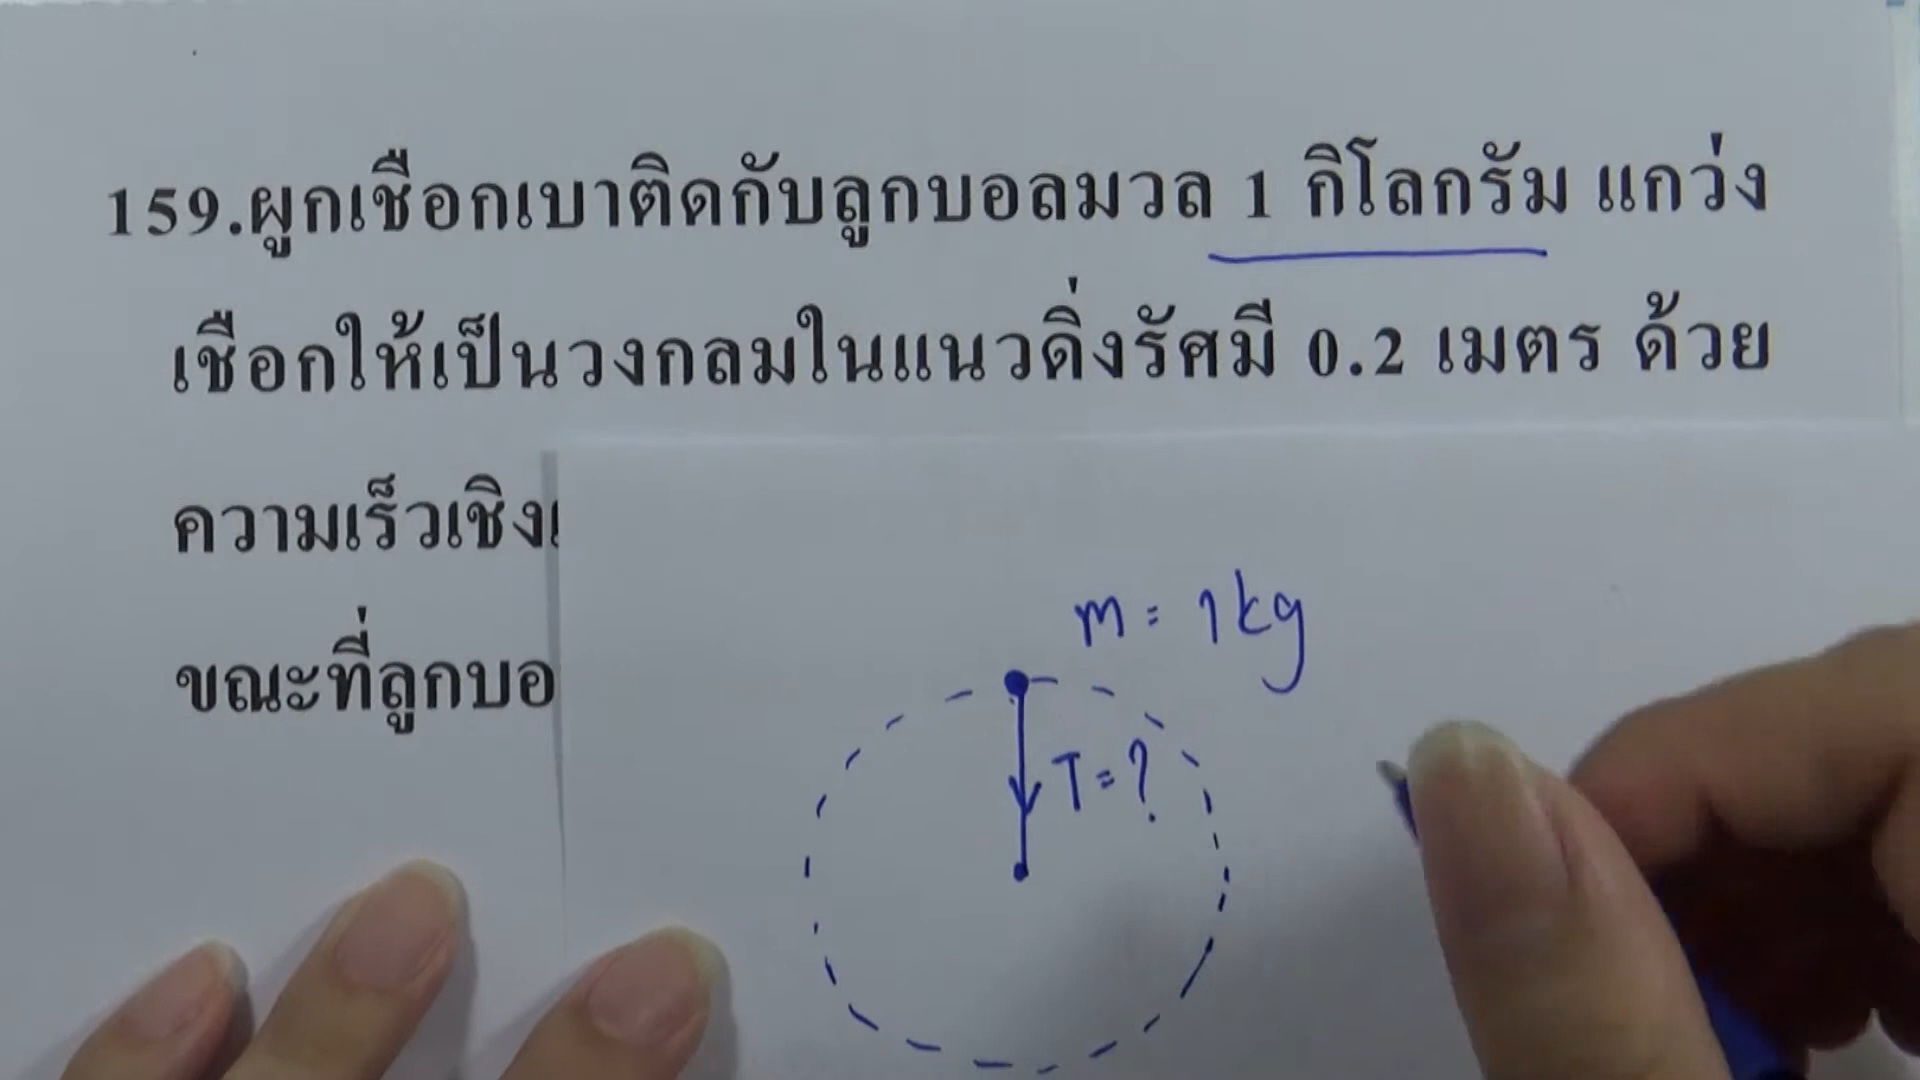 159.ผูกเชือกเบาติดกับลูกบอลมวล 1 กิโลกรัม แกว่ง
เชือกให้เป็นวงกลมในแนวดิ่งรัศมี 0.2 เมตร ด้วย
ความเร็วเชิง
ขณะที่ลูกบอ
m = 1kg
T = ?